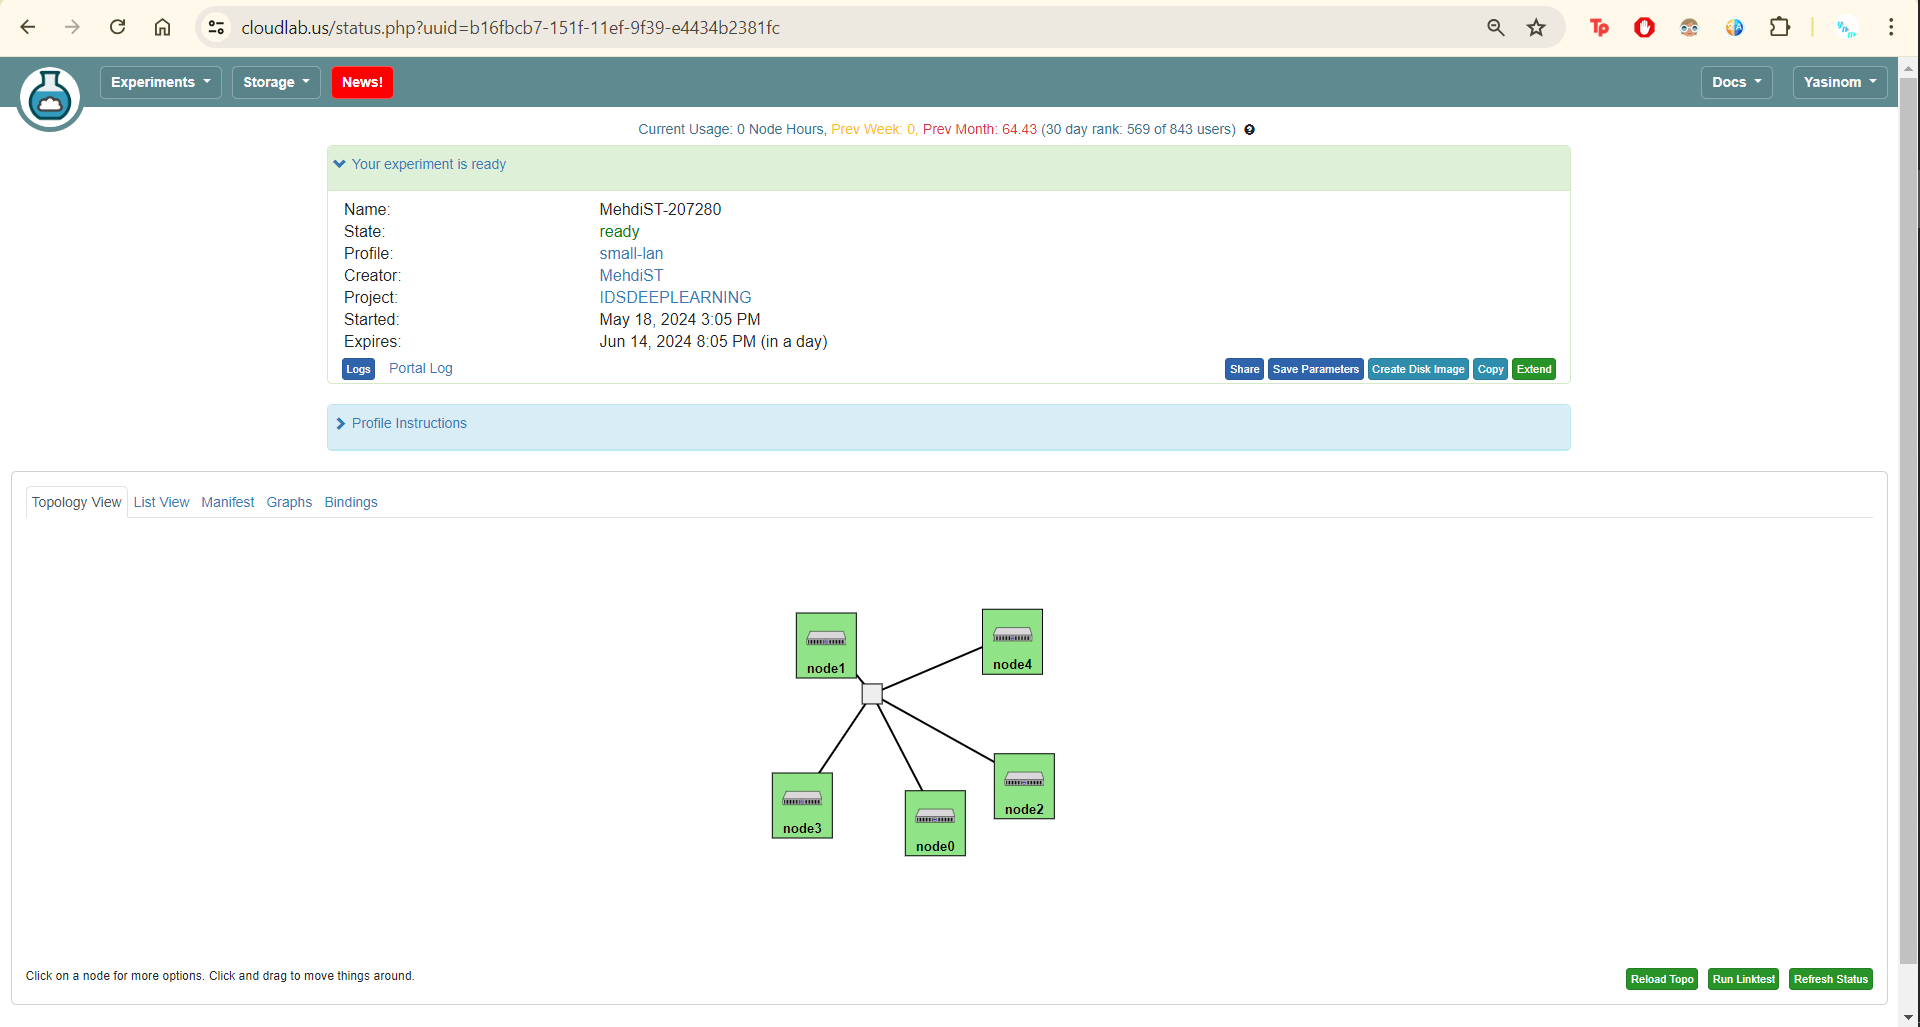 cloudlab.us/status.php?uuid=b16fbcb7-151f-11ef-9f39-e4434b2381fc
Tp
Experiments Storage News! Docs Yasinom
Current Usage: 0 Node Hours, Prev Week: 0, Prev Month: 64.43 (30 day rank: 569 of 843 users)
Your experiment is ready
Name: MehdiST-207280
State: ready
Profile: small-lan
Creator: MehdiST
Project: IDSDEEPLEARNING
Started: May 18, 2024 3:05 PM
Expires: Jun 14, 2024 8:05 PM (in a day)
Logs Portal Log Share Save Parameters Create Disk Image Copy Extend
Profile Instructions
Topology View List View Manifest Graphs Bindings
node1
node4
node2
node3
node0
Click on a node for more options. Click and drag to move things around.
Reload Topo Run Linktest Refresh Status